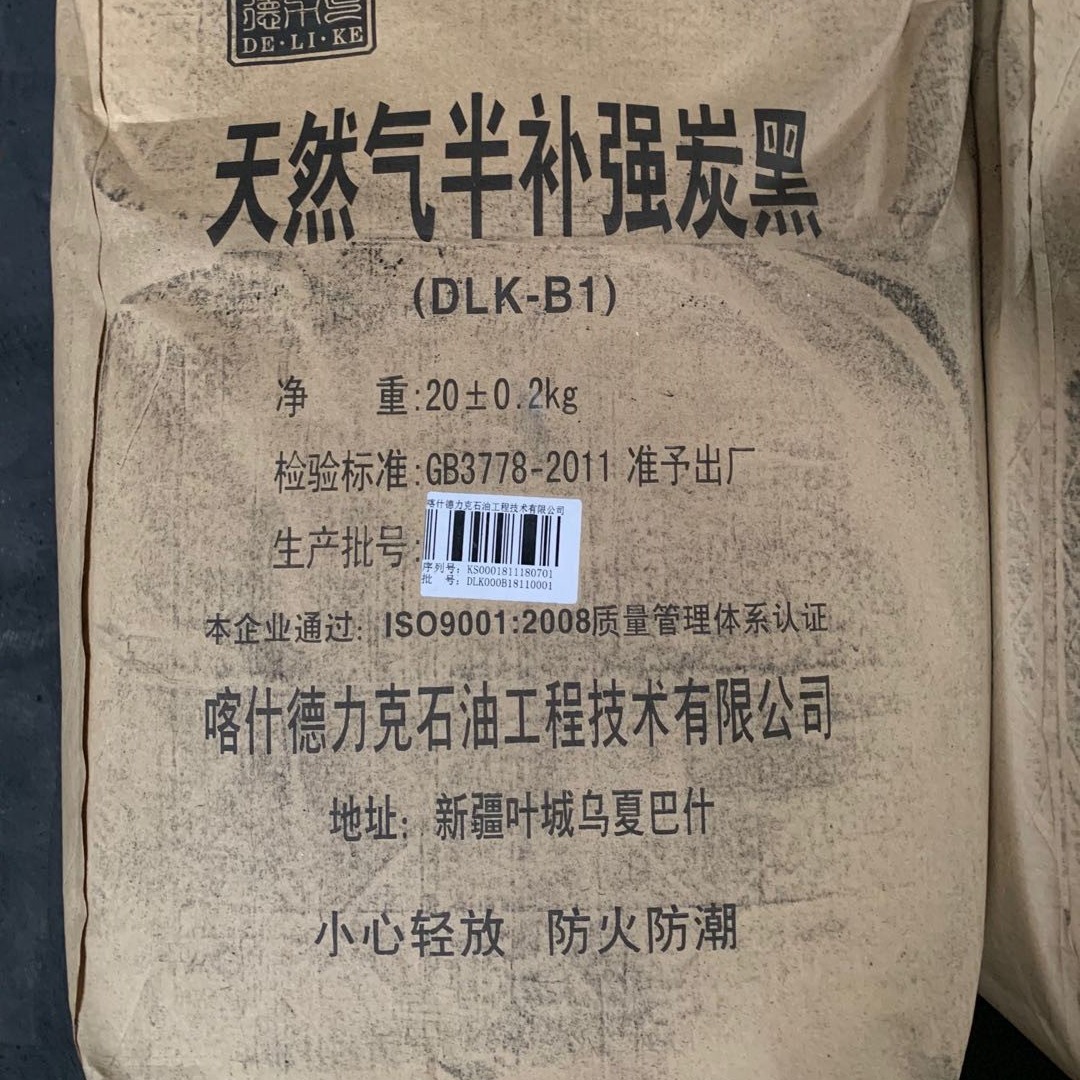 DE·LI·KE
天然气半补强炭黑
(DLK-B1)
净 重:20±0.2kg
检验标准:GB3778-2011 准予出厂
生产批号:
喀什德力克石油工程技术有限公司
序列号: KS0001811180701
批 号: DLK000B18110001
本企业通过: ISO9001:2008质量管理体系认证
喀什德力克石油工程技术有限公司
地址: 新疆叶城乌夏巴什
小心轻放 防火防潮